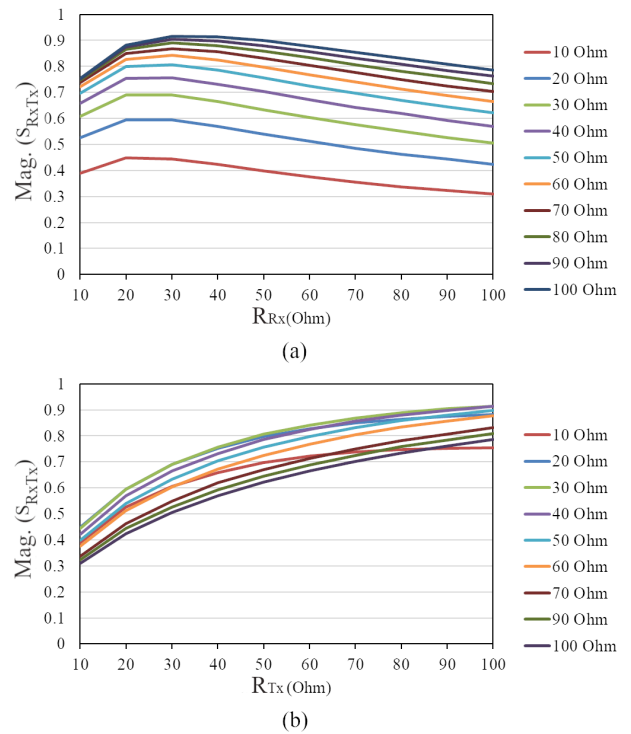 1
0.9
0.8
0.7
0.6
0.5
0.4
0.3
0.2
0.1
0
Mag. (SRxTx)
10 20 30 40 50 60 70 80 90 100
RRx(Ohm)
10 Ohm
20 Ohm
30 Ohm
40 Ohm
50 Ohm
60 Ohm
70 Ohm
80 Ohm
90 Ohm
100 Ohm
(a)
1
0.9
0.8
0.7
0.6
0.5
0.4
0.3
0.2
0.1
0
Mag. (SRxTx)
10 20 30 40 50 60 70 80 90 100
RTx(Ohm)
10 Ohm
20 Ohm
30 Ohm
40 Ohm
50 Ohm
60 Ohm
70 Ohm
90 Ohm
100 Ohm
(b)